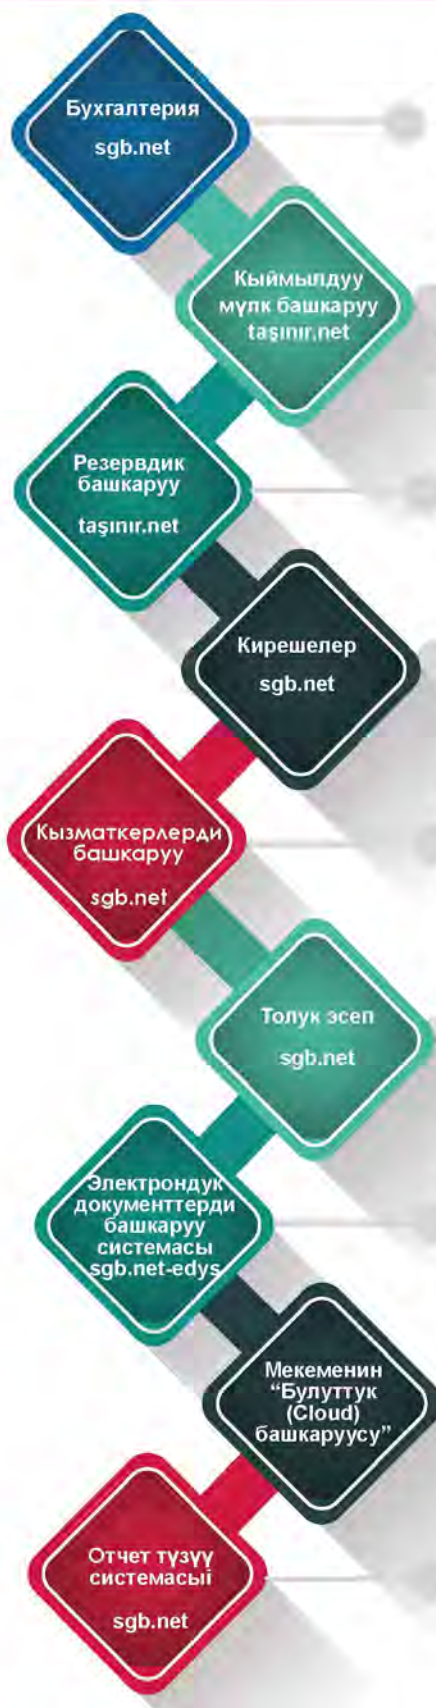 Бухгалтерия
sgb.net
Кыймылдуу
мүлк башкаруу
taşınır.net
Резервдик
башкаруу
taşınır.net
Кирешелер
sgb.net
Кызматкерлерди
башкаруу
sgb.net
Толук эсеп
sgb.net
Электрондук
документтерди
башкаруу
системасы
sgb.net-edys
Мекеменин
“Булуттук
(Cloud)
башкаруусу”
Отчет түзүү
системасыі
sgb.net